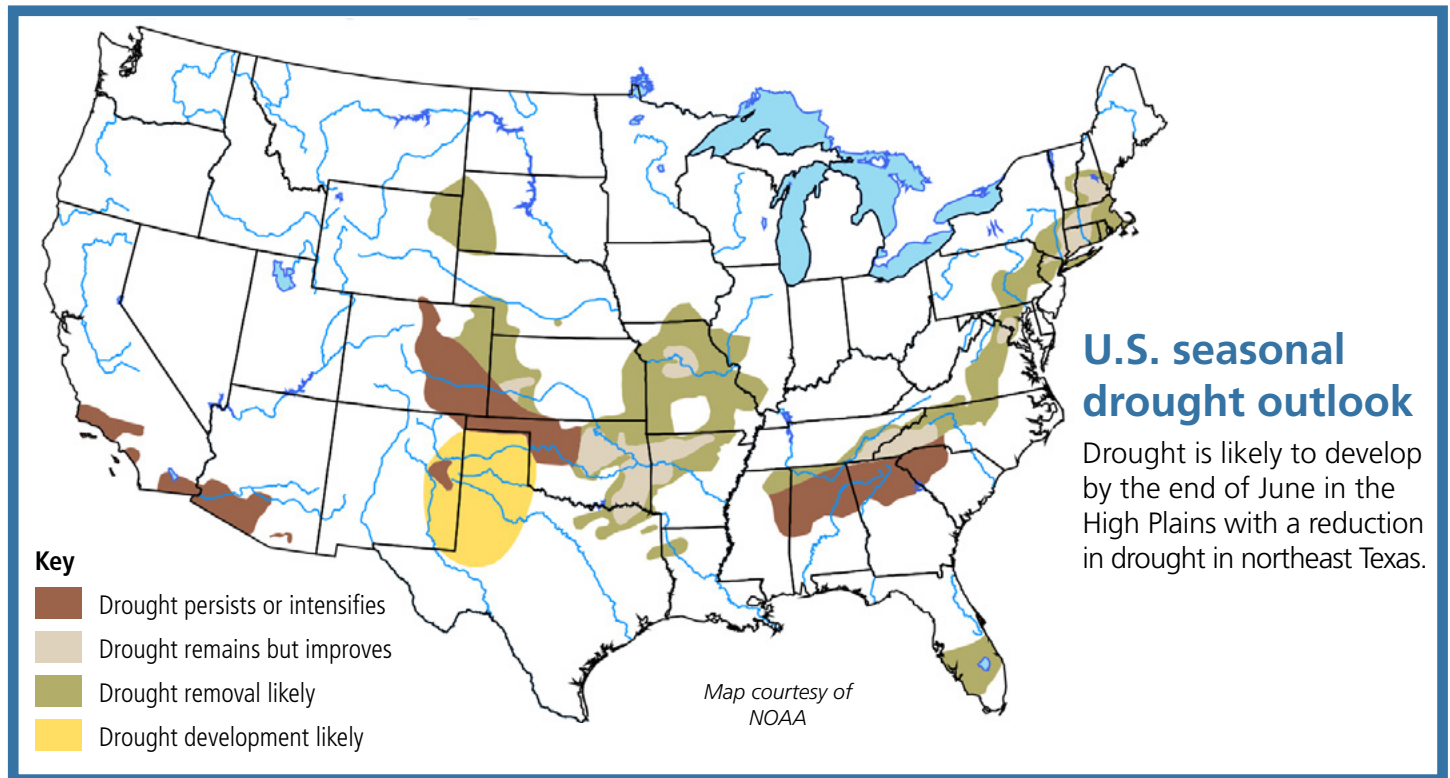 U.S. seasonal
drought outlook
Drought is likely to develop
by the end of June in the
High Plains with a reduction
in drought in northeast Texas.
Key
Drought persists or intensifies
Drought remains but improves
Drought removal likely
Drought development likely
Map courtesy of
NOAA